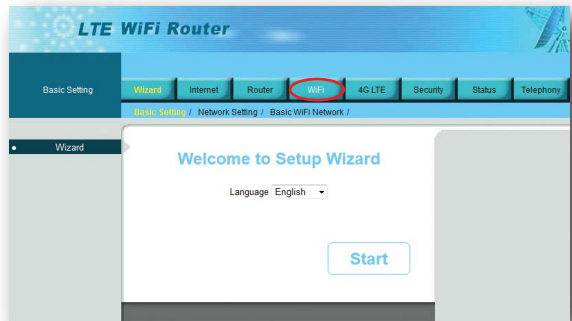 LTE WiFi Router
Basic Setting
Wizard Internet Router WiFi 4G LTE Security Status Telephony
Basic Setting / Network Setting / Basic WiFi Network /
Wizard
Welcome to Setup Wizard
Language English
Start